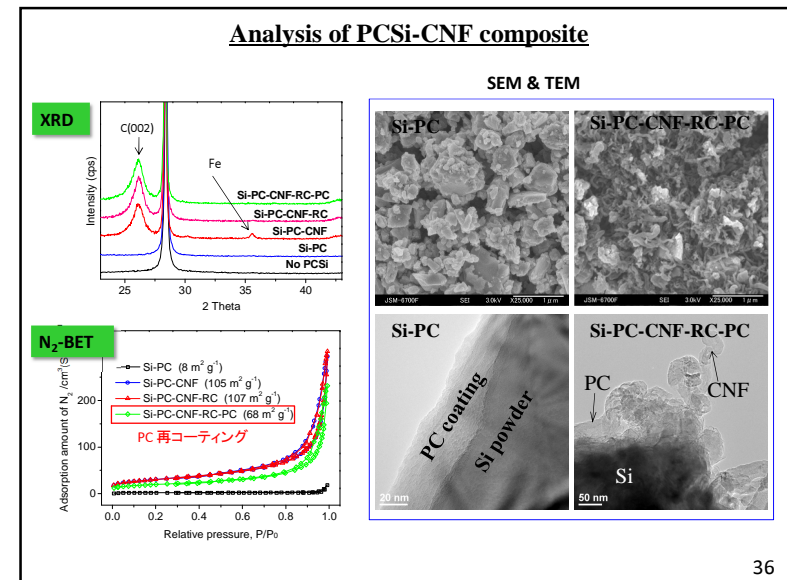 Analysis of PCSi-CNF composite
XRD
C(002)
Fe
Si-PC-CNF-RC-PC
Si-PC-CNF-RC
Si-PC-CNF
Si-PC
No PCSi
Intensity (cps)
25 30 35 40
2 Theta
N2-BET
Si-PC (8 m2 g-1)
Si-PC-CNF (105 m2 g-1)
Si-PC-CNF-RC (107 m2 g-1)
Si-PC-CNF-RC-PC (68 m2 g-1)
PC 再コーティング
Adsorption amount of N2 /cm3(S
200
100
0
0.0 0.2 0.4 0.6 0.8 1.0
Relative pressure, P/P0
SEM & TEM
Si-PC
JSM-6700F SEI 3.0kV X25,000 1μm
Si-PC-CNF-RC-PC
JSM-6700F SEI 3.0kV X25,000 1μm
Si-PC
PC coating
Si powder
20 nm
Si-PC-CNF-RC-PC
PC
CNF
Si
50 nm
36